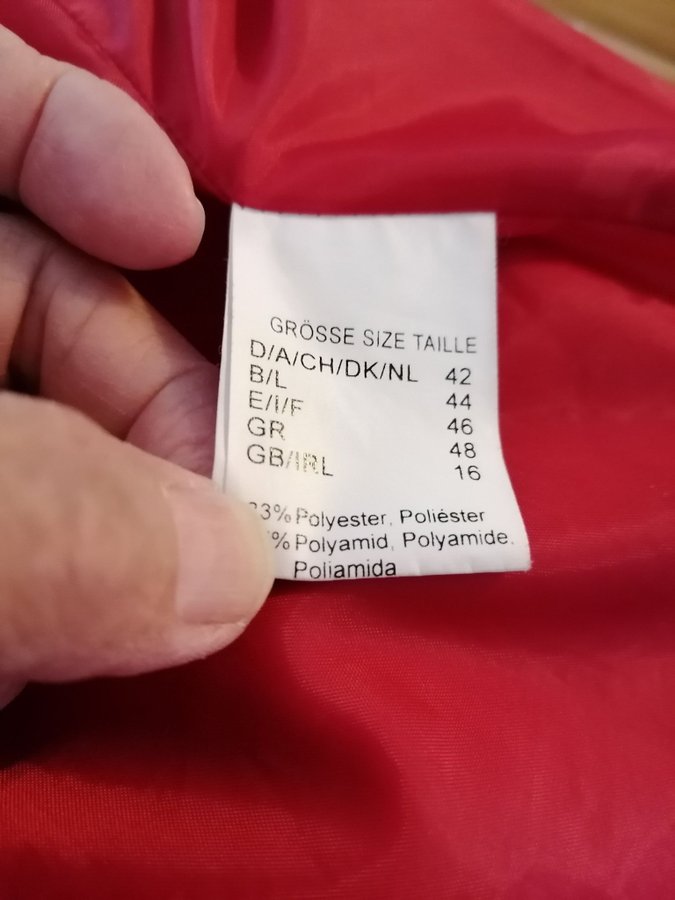 GRÖSSE SIZE TAILLE
D/A/CH/DK/NL 42
B/L 44
E/I/F 46
GR 48
GB/IRL 16
3% Polyester, Poliéster
% Polyamid, Polyamide,
Poliamida